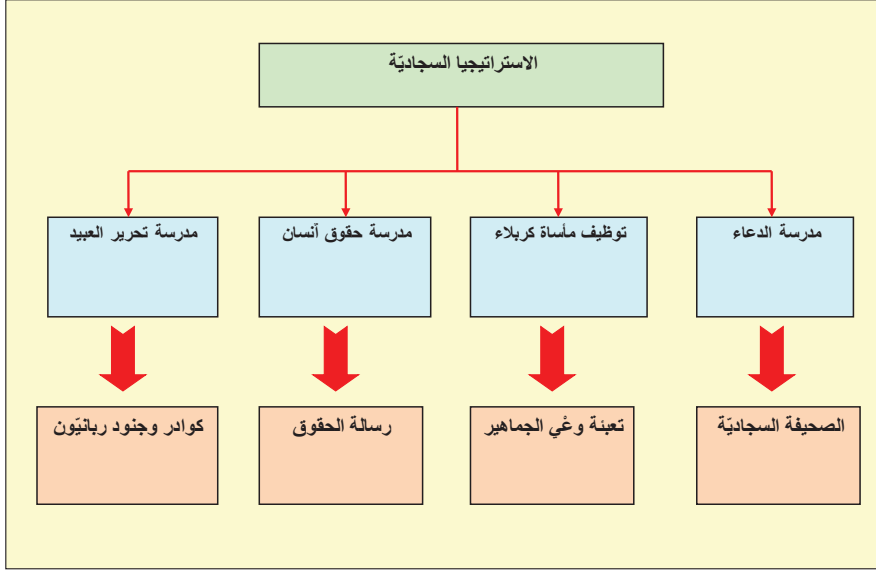 الاستراتيجيا السجاديّة
مدرسة الدعاء
توظيف مأساة كربلاء
مدرسة حقوق أنسان
مدرسة تحرير العبيد
الصحيفة السجاديّة
تعبئة وعْي الجماهير
رسالة الحقوق
كوادر وجنود ربانيّون